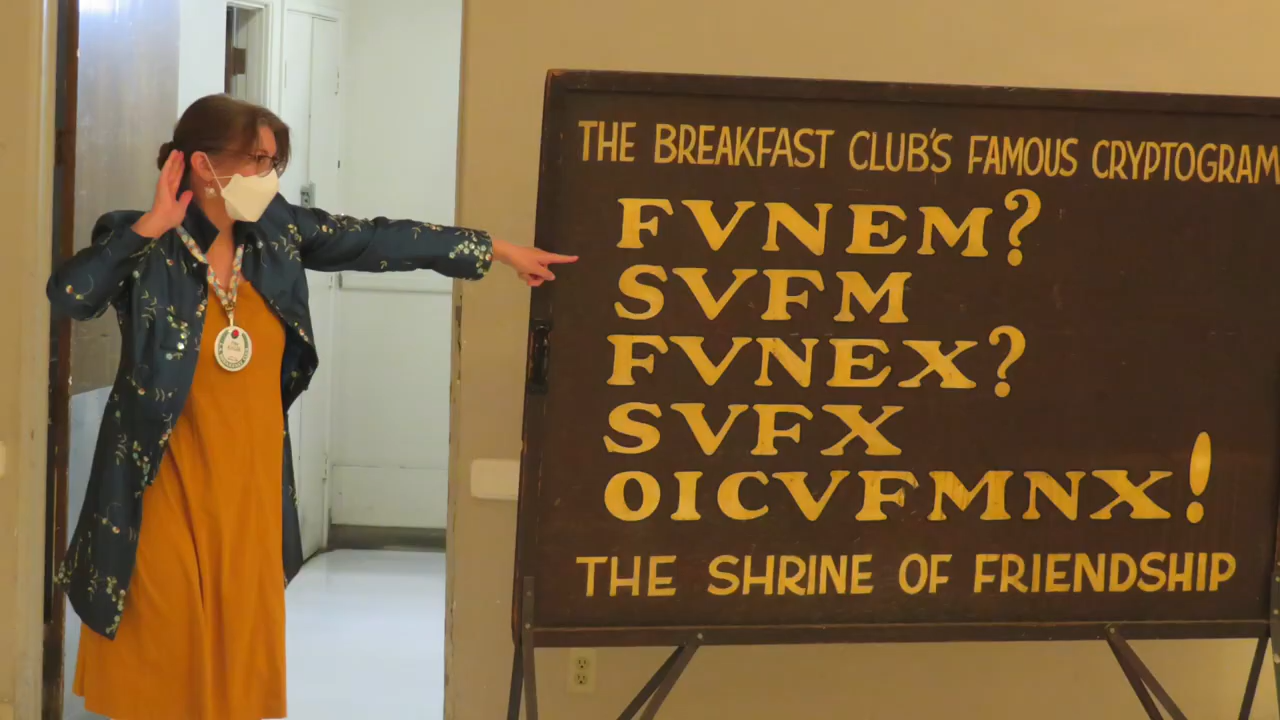 THE BREAKFAST CLUB'S FAMOUS CRYPTOGRAM
FVNEM?
SVFM
FVNEX?
SVFX
OICVFMNX!
THE SHRINE OF FRIENDSHIP